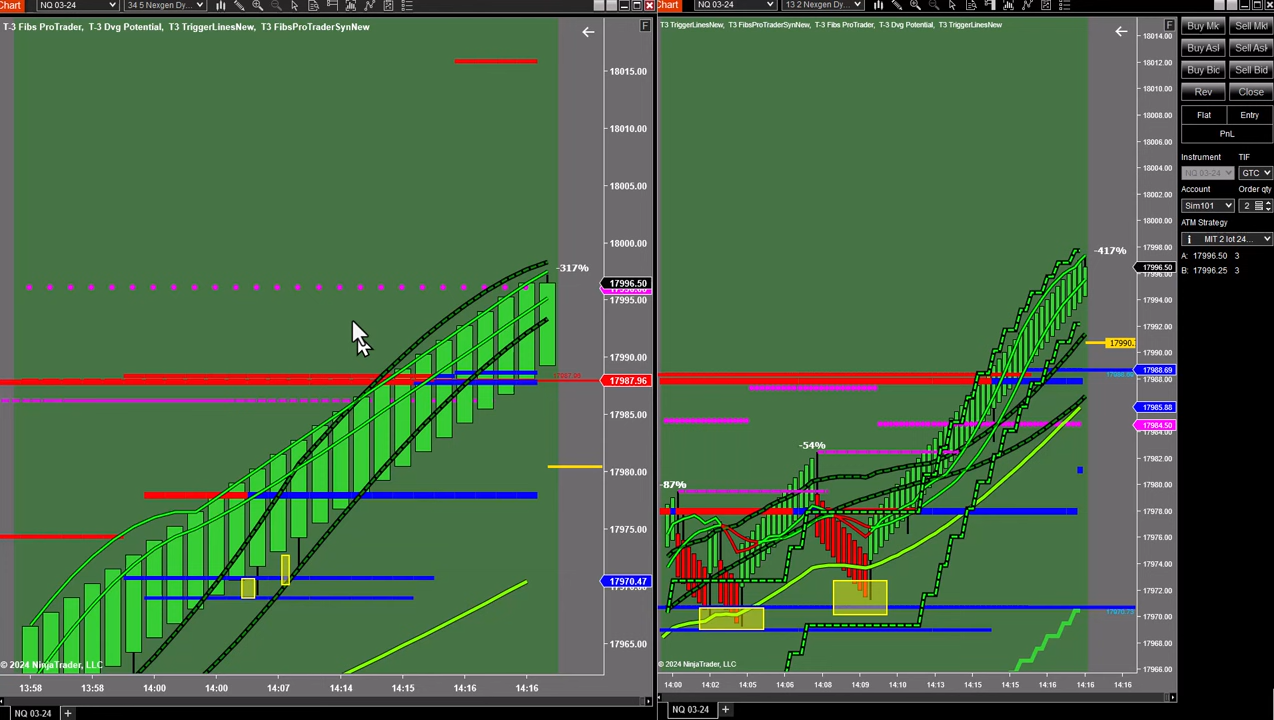 Chart NQ 03-24 34 5 Nexgen Dy...
T-3 Fibs ProTrader, T-3 Dvg Potential, T3 TriggerLinesNew, T3 FibsProTraderSynNew
F
18015.00
18010.00
18005.00
18000.00
-317%
17996.50
17995.00
17990.00
17987.96
17985.00
17980.00
17975.00
17970.47
17965.00
© 2024 NinjaTrader, LLC
13:58 13:58 14:00 14:00 14:07 14:14 14:15 14:16 14:16
NQ 03-24 +
Chart NQ 03-24 13 2 Nexgen Dy...
T3 TriggerLinesNew, T3 FibsProTraderSynNew, T-3 Fibs ProTrader, T-3 Dvg Potential, T3 TriggerLinesNew
F
18014.00
18012.00
18010.00
18008.00
18006.00
18004.00
18002.00
18000.00
17998.00
-417%
17996.50
17994.00
17992.00
17990.
17990.00
17988.69
17988.00
17985.88
17984.50
-54%
17982.00
17980.00
-87%
17978.00
17976.00
17974.00
17972.00
17970.00
17968.00
17966.00
© 2024 NinjaTrader, LLC
14:00 14:02 14:05 14:06 14:08 14:09 14:10 14:13 14:15 14:15 14:16 14:16
NQ 03-24 +
Buy Mk Sell Mk
Buy Ask Sell Ask
Buy Bid Sell Bid
Rev Close
Flat Entry
PnL
Instrument TIF
NQ 03-24 GTC
Account Order qty
Sim101 2
ATM Strategy
MIT 2 lot 24...
A: 17996.50 3
B: 17996.25 3